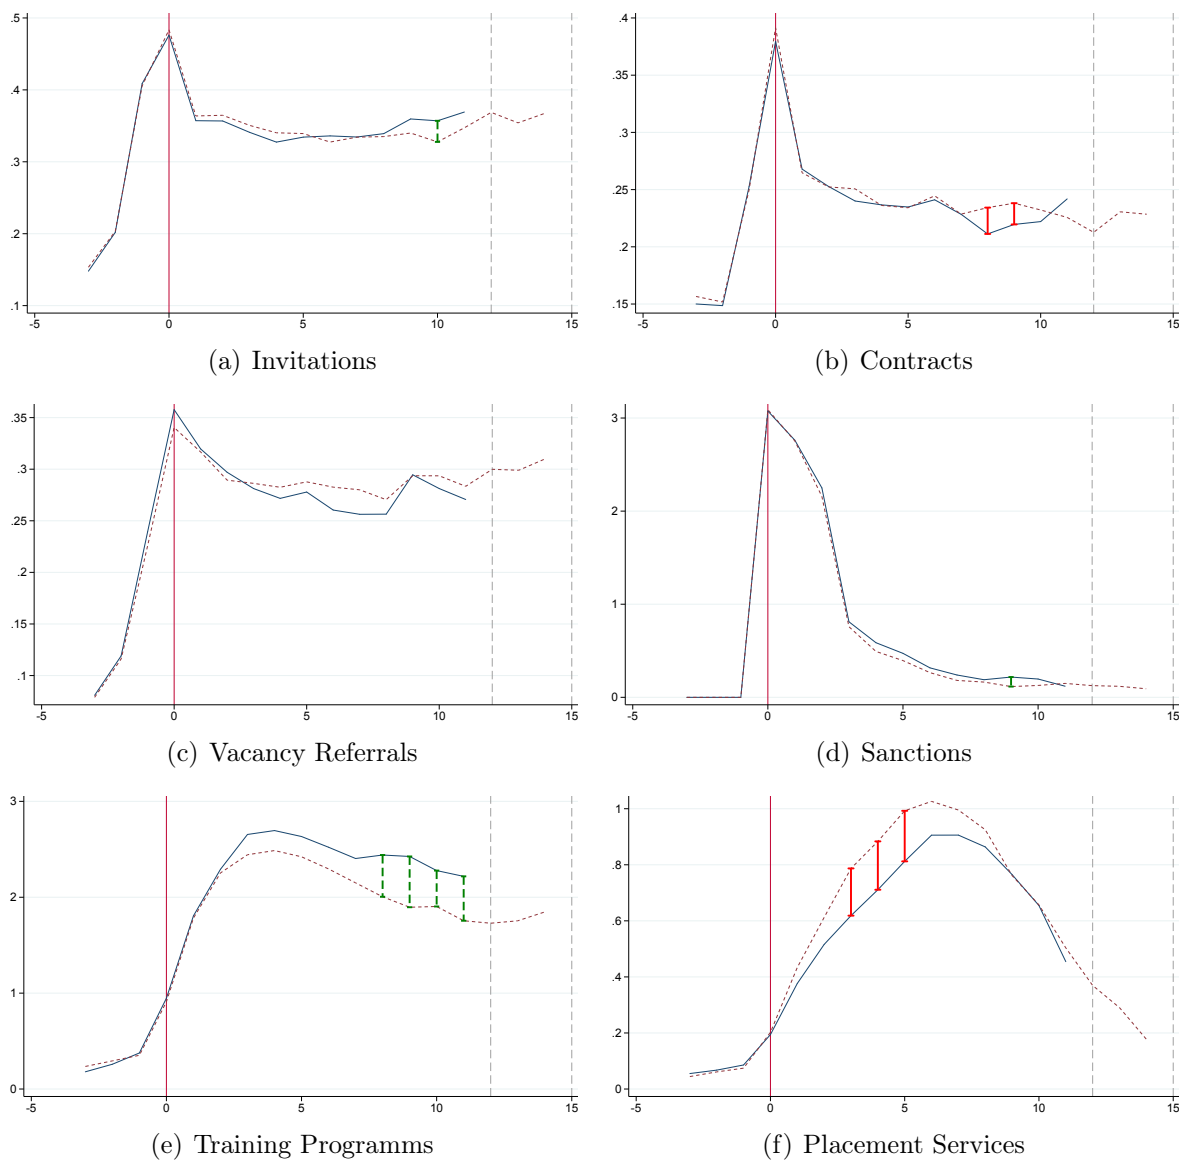 .5
.4
.3
.2
.1
-5 0 5 10 15
(a) Invitations
.4
.35
.3
.25
.2
.15
-5 0 5 10 15
(b) Contracts
.35
.3
.25
.2
.15
.1
-5 0 5 10 15
(c) Vacancy Referrals
3
2
1
0
-5 0 5 10 15
(d) Sanctions
3
2
1
0
-5 0 5 10 15
(e) Training Programms
1
.8
.6
.4
.2
0
-5 0 5 10 15
(f) Placement Services